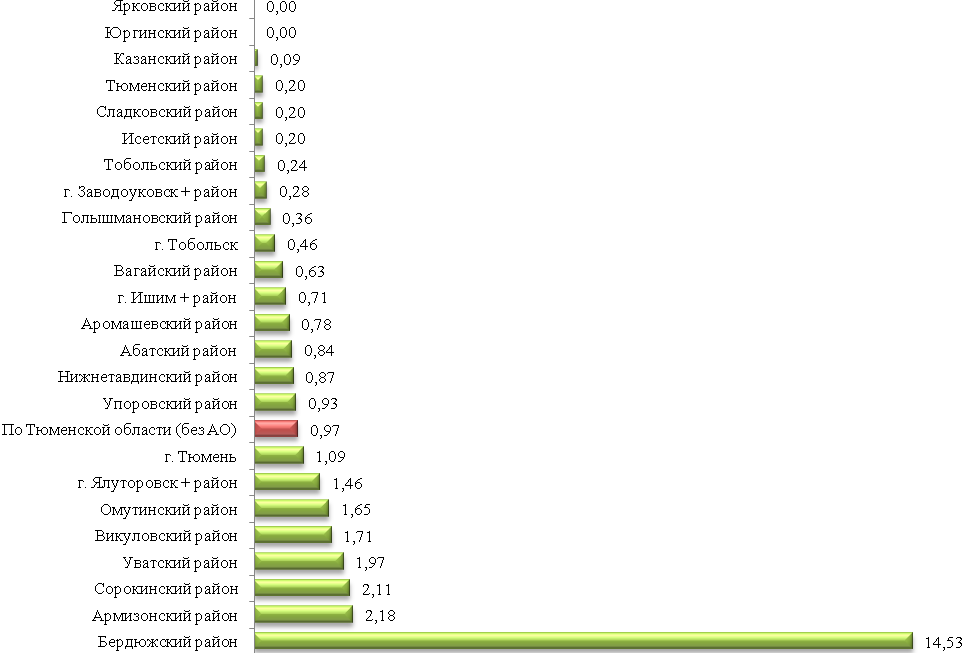 Ярковский район 0,00
Юргинский район 0,00
Казанский район 0,09
Тюменский район 0,20
Сладковский район 0,20
Исетский район 0,20
Тобольский район 0,24
г. Заводоуковск + район 0,28
Голышмановский район 0,36
г. Тобольск 0,46
Вагайский район 0,63
г. Ишим + район 0,71
Аромашевский район 0,78
Абатский район 0,84
Нижнетавдинский район 0,87
Упоровский район 0,93
По Тюменской области (без АО) 0,97
г. Тюмень 1,09
г. Ялуторовск + район 1,46
Омутинский район 1,65
Викуловский район 1,71
Уватский район 1,97
Сорокинский район 2,11
Армизонский район 2,18
Бердюжский район 14,53